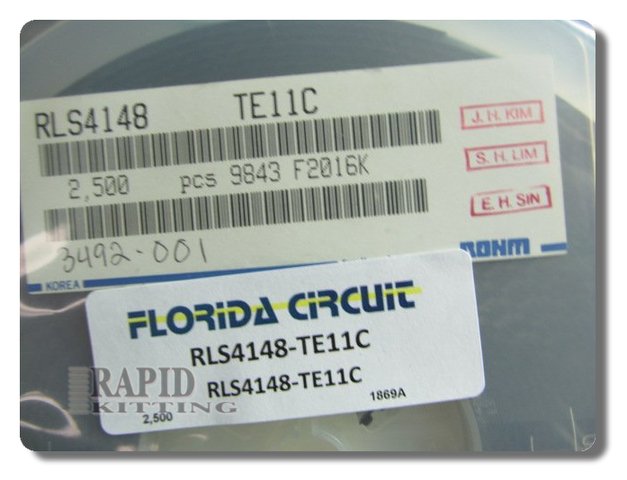 RLS4148 TE11C
J. H. KIM
2,500 pcs 9843 F2016K
S. H. LIM
E. H. SIN
3492-001
KOREA
ROHM
FLORIDA CIRCUIT
RLS4148-TE11C
RLS4148-TE11C
RAPID
KITTING
2,500 1869A